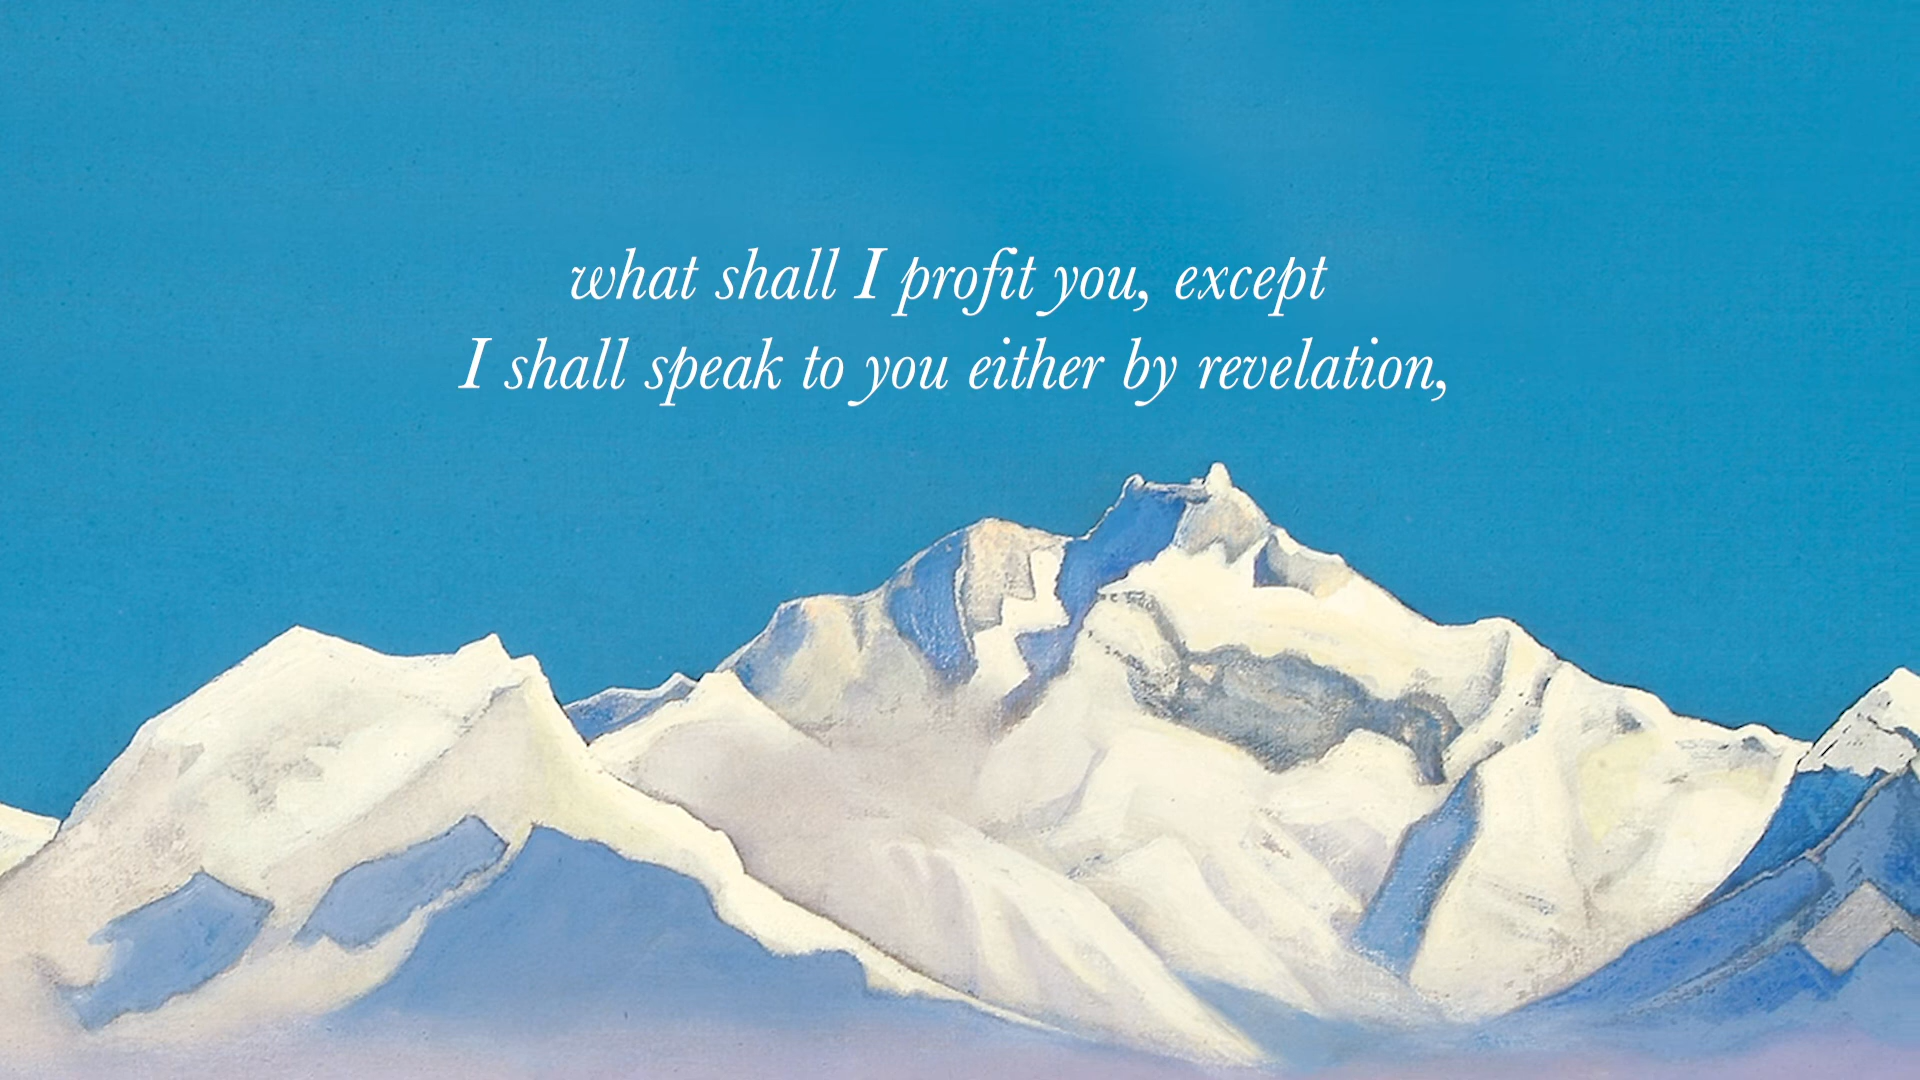 what shall I profit you, except
I shall speak to you either by revelation,